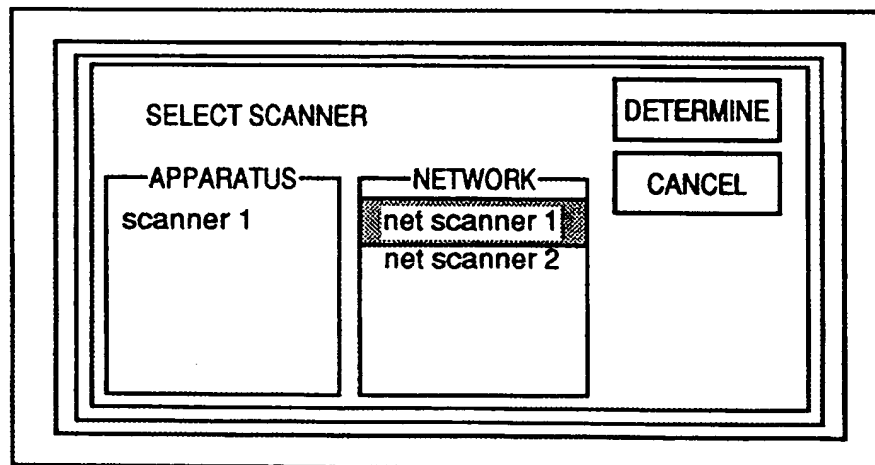 SELECT SCANNER
DETERMINE
CANCEL
APPARATUS
scanner 1
NETWORK
net scanner 1
net scanner 2